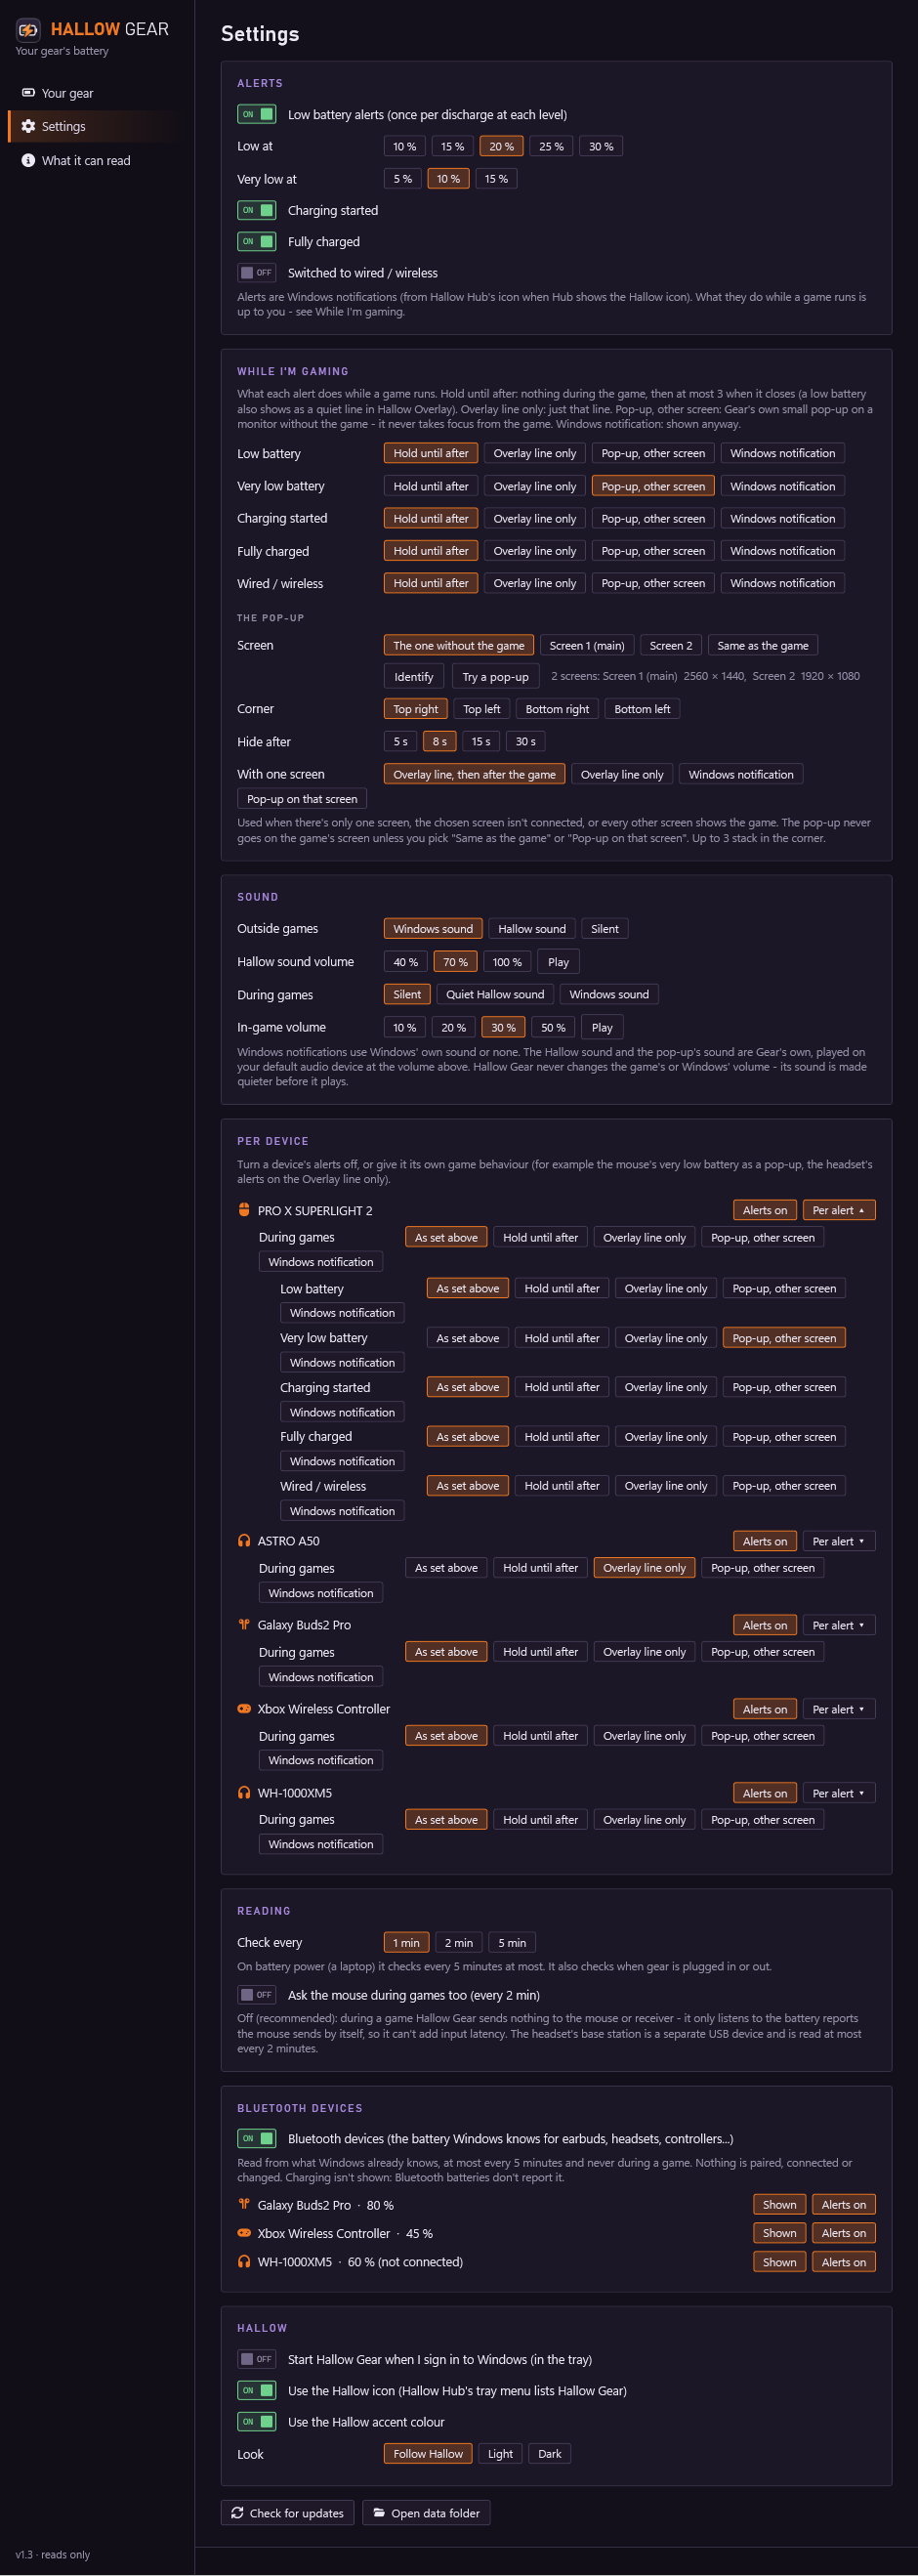 HALLOW GEAR
Your gear's battery
Your gear
Settings
What it can read
v1.3 · reads only
Settings
ALERTS
ON Low battery alerts (once per discharge at each level)
Low at 10 % 15 % 20 % 25 % 30 %
Very low at 5 % 10 % 15 %
ON Charging started
ON Fully charged
OFF Switched to wired / wireless
Alerts are Windows notifications (from Hallow Hub's icon when Hub shows the Hallow icon). What they do while a game runs is
up to you - see While I'm gaming.
WHILE I'M GAMING
What each alert does while a game runs. Hold until after: nothing during the game, then at most 3 when it closes (a low battery
also shows as a quiet line in Hallow Overlay). Overlay line only: just that line. Pop-up, other screen: Gear's own small pop-up on a
monitor without the game - it never takes focus from the game. Windows notification: shown anyway.
Low battery Hold until after Overlay line only Pop-up, other screen Windows notification
Very low battery Hold until after Overlay line only Pop-up, other screen Windows notification
Charging started Hold until after Overlay line only Pop-up, other screen Windows notification
Fully charged Hold until after Overlay line only Pop-up, other screen Windows notification
Wired / wireless Hold until after Overlay line only Pop-up, other screen Windows notification
THE POP-UP
Screen The one without the game Screen 1 (main) Screen 2 Same as the game
Identify Try a pop-up 2 screens: Screen 1 (main) 2560 × 1440, Screen 2 1920 × 1080
Corner Top right Top left Bottom right Bottom left
Hide after 5 s 8 s 15 s 30 s
With one screen Overlay line, then after the game Overlay line only Windows notification
Pop-up on that screen
Used when there's only one screen, the chosen screen isn't connected, or every other screen shows the game. The pop-up never
goes on the game's screen unless you pick "Same as the game" or "Pop-up on that screen". Up to 3 stack in the corner.
SOUND
Outside games Windows sound Hallow sound Silent
Hallow sound volume 40 % 70 % 100 % Play
During games Silent Quiet Hallow sound Windows sound
In-game volume 10 % 20 % 30 % 50 % Play
Windows notifications use Windows' own sound or none. The Hallow sound and the pop-up's sound are Gear's own, played on
your default audio device at the volume above. Hallow Gear never changes the game's or Windows' volume - its sound is made
quieter before it plays.
PER DEVICE
Turn a device's alerts off, or give it its own game behaviour (for example the mouse's very low battery as a pop-up, the headset's
alerts on the Overlay line only).
PRO X SUPERLIGHT 2 Alerts on Per alert ▲
During games As set above Hold until after Overlay line only Pop-up, other screen
Windows notification
Low battery As set above Hold until after Overlay line only Pop-up, other screen
Windows notification
Very low battery As set above Hold until after Overlay line only Pop-up, other screen
Windows notification
Charging started As set above Hold until after Overlay line only Pop-up, other screen
Windows notification
Fully charged As set above Hold until after Overlay line only Pop-up, other screen
Windows notification
Wired / wireless As set above Hold until after Overlay line only Pop-up, other screen
Windows notification
ASTRO A50 Alerts on Per alert ▼
During games As set above Hold until after Overlay line only Pop-up, other screen
Windows notification
Galaxy Buds2 Pro Alerts on Per alert ▼
During games As set above Hold until after Overlay line only Pop-up, other screen
Windows notification
Xbox Wireless Controller Alerts on Per alert ▼
During games As set above Hold until after Overlay line only Pop-up, other screen
Windows notification
WH-1000XM5 Alerts on Per alert ▼
During games As set above Hold until after Overlay line only Pop-up, other screen
Windows notification
READING
Check every 1 min 2 min 5 min
On battery power (a laptop) it checks every 5 minutes at most. It also checks when gear is plugged in or out.
OFF Ask the mouse during games too (every 2 min)
Off (recommended): during a game Hallow Gear sends nothing to the mouse or receiver - it only listens to the battery reports
the mouse sends by itself, so it can't add input latency. The headset's base station is a separate USB device and is read at most
every 2 minutes.
BLUETOOTH DEVICES
ON Bluetooth devices (the battery Windows knows for earbuds, headsets, controllers...)
Read from what Windows already knows, at most every 5 minutes and never during a game. Nothing is paired, connected or
changed. Charging isn't shown: Bluetooth batteries don't report it.
Galaxy Buds2 Pro · 80 % Shown Alerts on
Xbox Wireless Controller · 45 % Shown Alerts on
WH-1000XM5 · 60 % (not connected) Shown Alerts on
HALLOW
OFF Start Hallow Gear when I sign in to Windows (in the tray)
ON Use the Hallow icon (Hallow Hub's tray menu lists Hallow Gear)
ON Use the Hallow accent colour
Look Follow Hallow Light Dark
Check for updates Open data folder